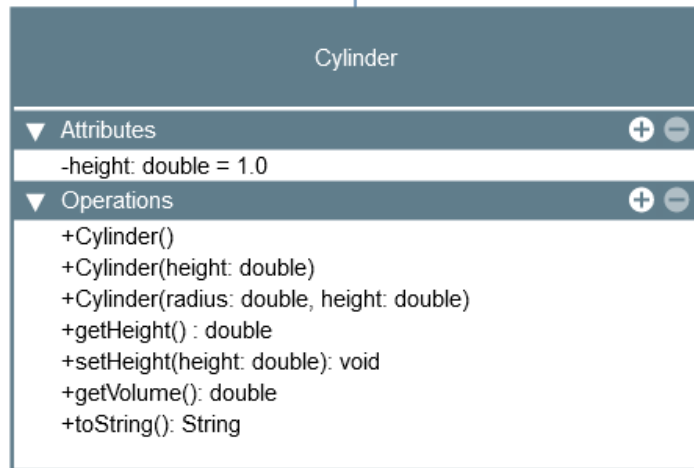 Cylinder
Attributes
-height: double = 1.0
Operations
+Cylinder()
+Cylinder(height: double)
+Cylinder(radius: double, height: double)
+getHeight() : double
+setHeight(height: double): void
+getVolume(): double
+toString(): String